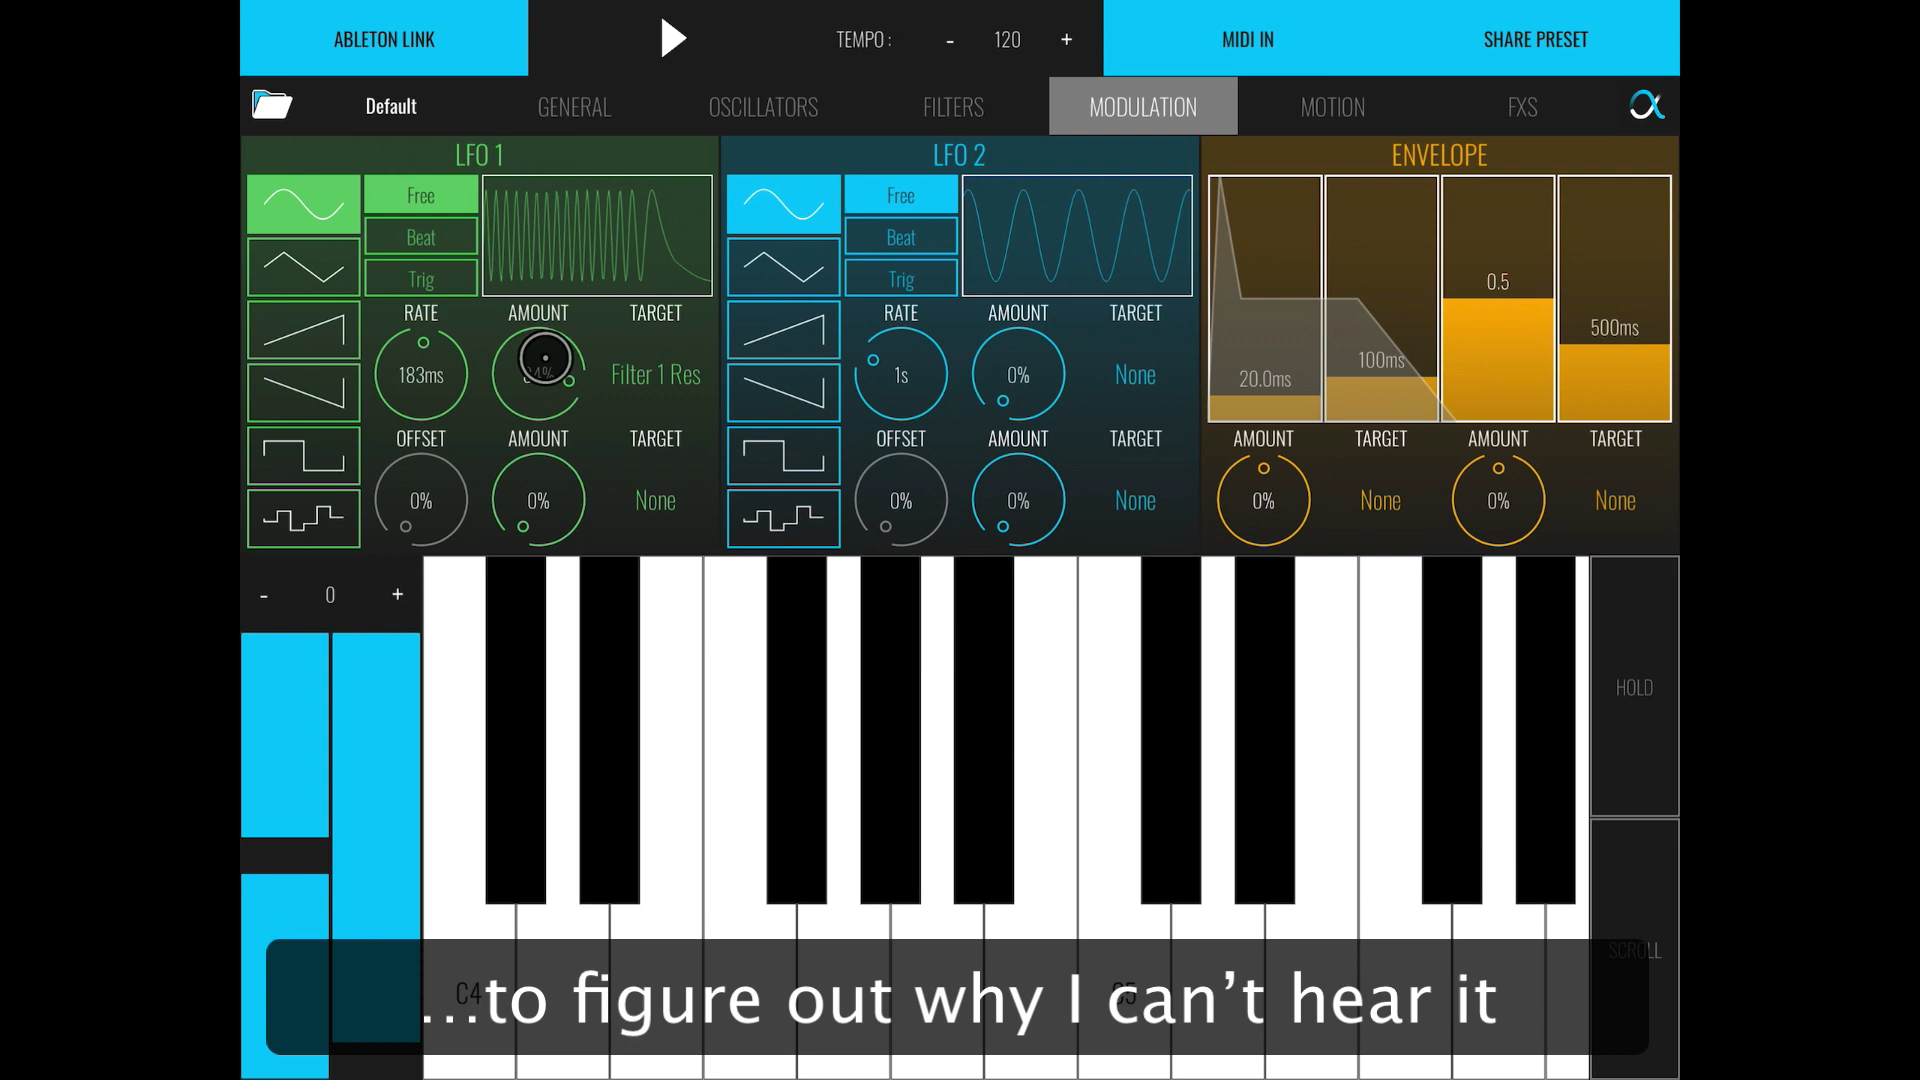 ABLETON LINK
TEMPO : - 120 +
MIDI IN
SHARE PRESET
Default
GENERAL
OSCILLATORS
FILTERS
MODULATION
MOTION
FXS
LFO 1
Free
Beat
Trig
RATE
AMOUNT
TARGET
183ms
Filter 1 Res
OFFSET
AMOUNT
TARGET
0%
0%
None
LFO 2
Free
Beat
Trig
RATE
AMOUNT
TARGET
1s
0%
None
OFFSET
AMOUNT
TARGET
0%
0%
None
ENVELOPE
20.0ms
100ms
0.5
500ms
AMOUNT
TARGET
AMOUNT
TARGET
0%
None
0%
None
- 0 +
HOLD
SCROLL
C4
C5
...to figure out why I can’t hear it